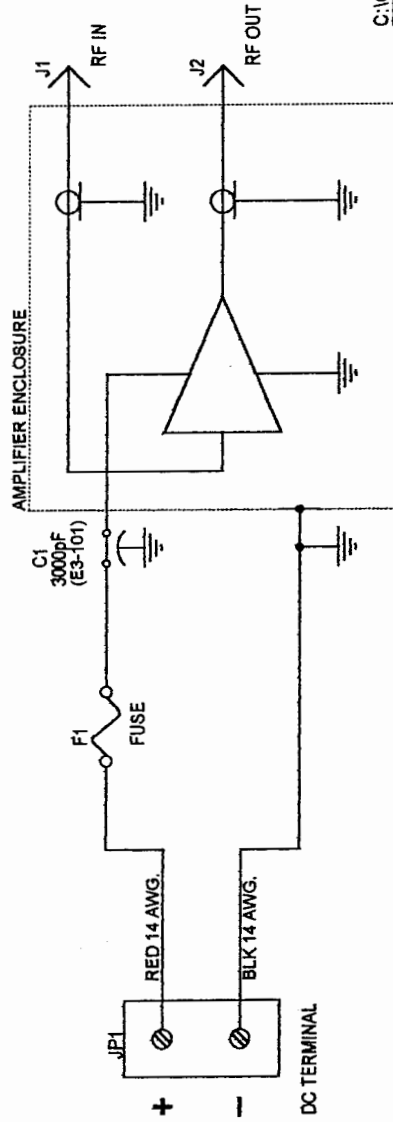 AMPLIFIER ENCLOSURE
J1
RF IN
J2
RF OUT
C1
3000pF
(E3-101)
F1
FUSE
RED 14 AWG.
BLK 14 AWG.
JP1
+
−
DC TERMINAL